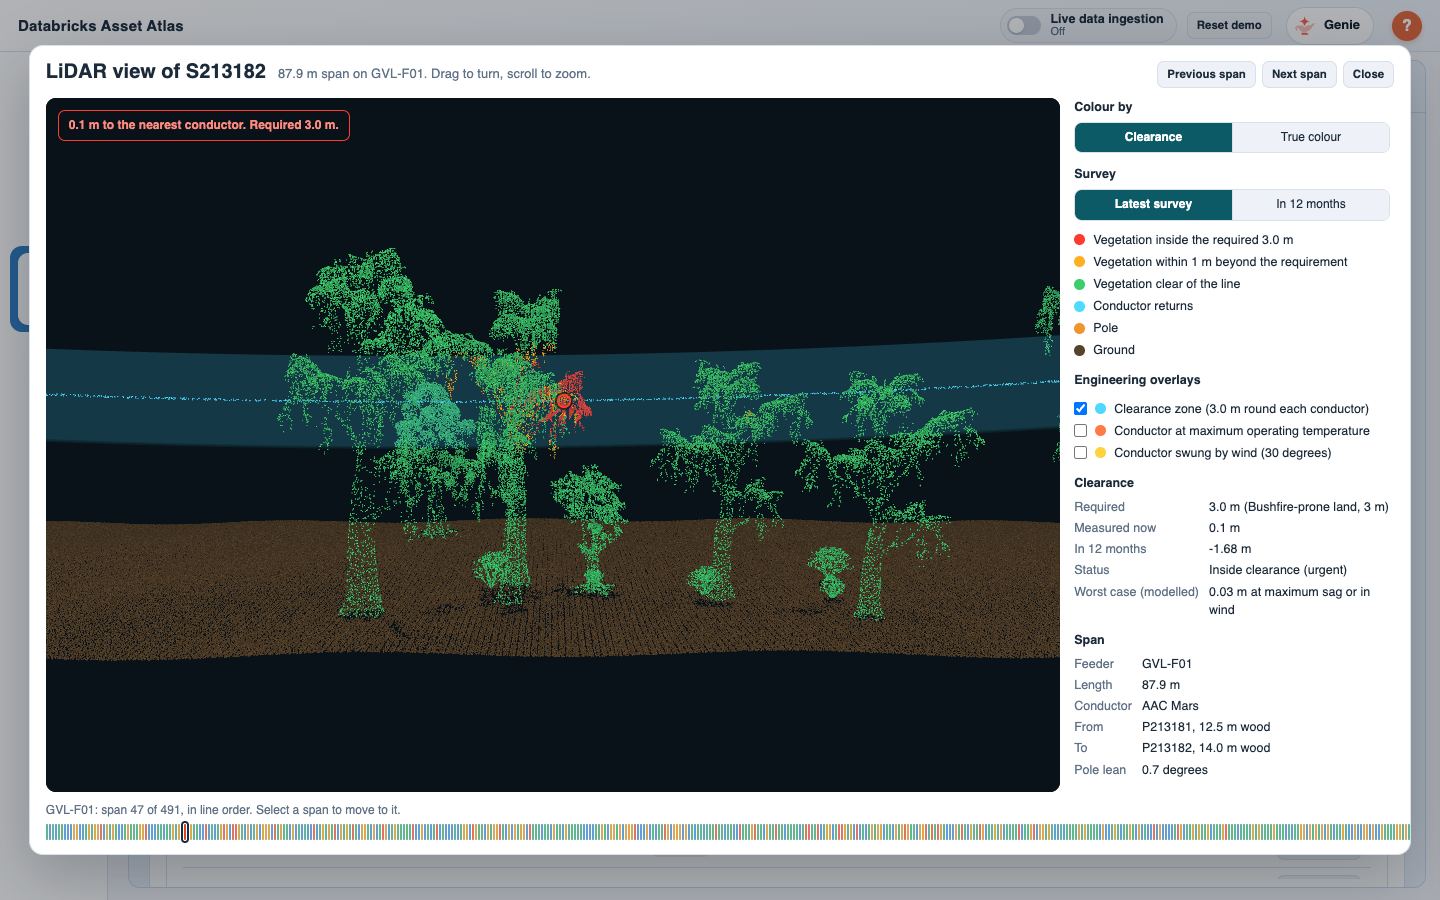 Databricks Asset Atlas
Live data ingestion
Off
Reset demo
Genie
?
LiDAR view of S213182
87.9 m span on GVL-F01. Drag to turn, scroll to zoom.
Previous span
Next span
Close
0.1 m to the nearest conductor. Required 3.0 m.
Colour by
Clearance
True colour
Survey
Latest survey
In 12 months
Vegetation inside the required 3.0 m
Vegetation within 1 m beyond the requirement
Vegetation clear of the line
Conductor returns
Pole
Ground
Engineering overlays
Clearance zone (3.0 m round each conductor)
Conductor at maximum operating temperature
Conductor swung by wind (30 degrees)
Clearance
Required 3.0 m (Bushfire-prone land, 3 m)
Measured now 0.1 m
In 12 months -1.68 m
Status Inside clearance (urgent)
Worst case (modelled) 0.03 m at maximum sag or in
wind
Span
Feeder GVL-F01
Length 87.9 m
Conductor AAC Mars
From P213181, 12.5 m wood
To P213182, 14.0 m wood
Pole lean 0.7 degrees
GVL-F01: span 47 of 491, in line order. Select a span to move to it.